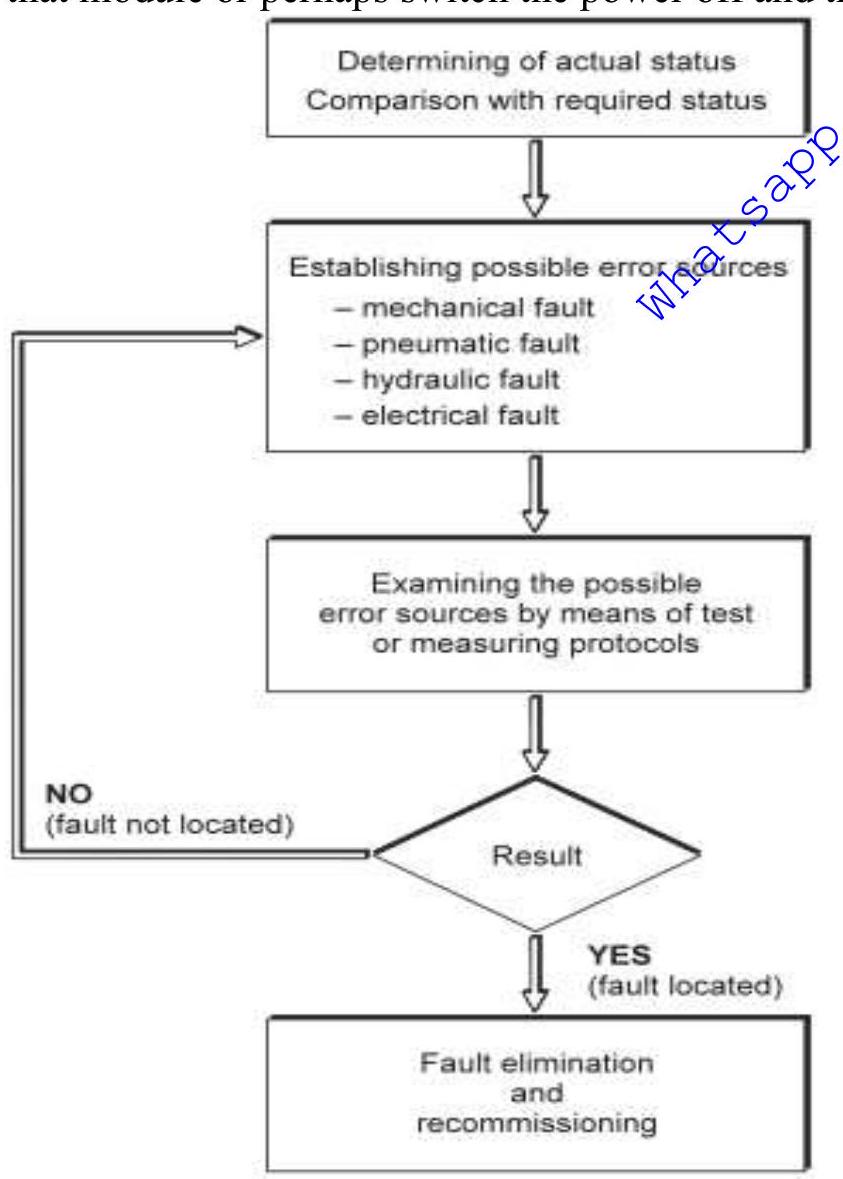 that module or perhaps switch the power off and
Determining of actual status
Comparison with required status
Whatsapp
Establishing possible error sources
– mechanical fault
– pneumatic fault
– hydraulic fault
– electrical fault
Examining the possible
error sources by means of test
or measuring protocols
NO
(fault not located)
Result
YES
(fault located)
Fault elimination
and
recommissioning